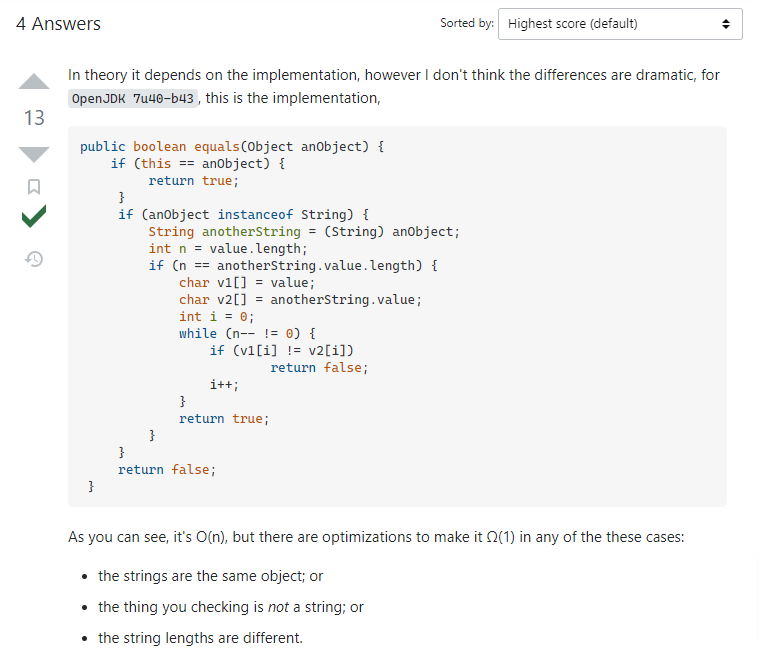 4 Answers
Sorted by:
Highest score (default)
In theory it depends on the implementation, however I don't think the differences are dramatic, for
OpenJDK 7u40-b43, this is the implementation,
13
public boolean equals(Object anObject) {
    if (this == anObject) {
         return true;
     }
     if (anObject instanceof String) {
         String anotherString = (String) anObject;
         int n = value.length;
         if (n == anotherString.value.length) {
             char v1[] = value;
             char v2[] = anotherString.value;
             int i = 0;
             while (n-- != 0) {
                 if (v1[i] != v2[i])
                         return false;
                 i++;
             }
             return true;
         }
     }
     return false;
 }
As you can see, it's O(n), but there are optimizations to make it Ω(1) in any of the these cases:
• the strings are the same object; or
• the thing you checking is not a string; or
• the string lengths are different.